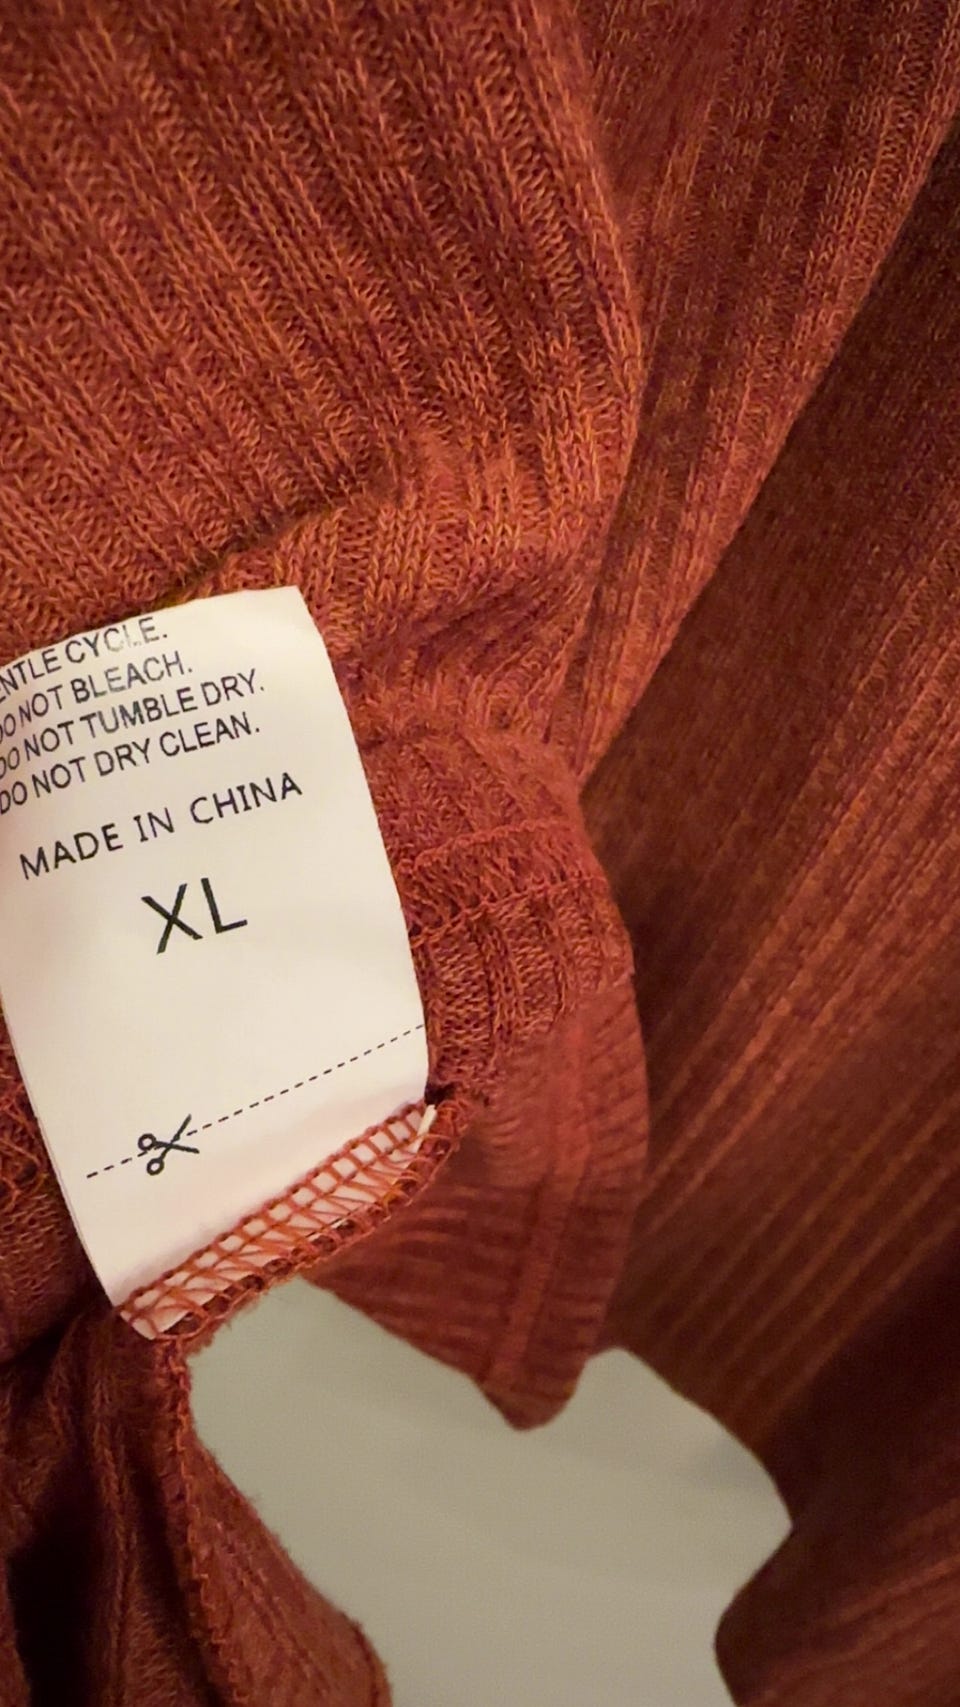 ENTLE CYCLE.
DO NOT BLEACH.
DO NOT TUMBLE DRY.
DO NOT DRY CLEAN.
MADE IN CHINA
XL